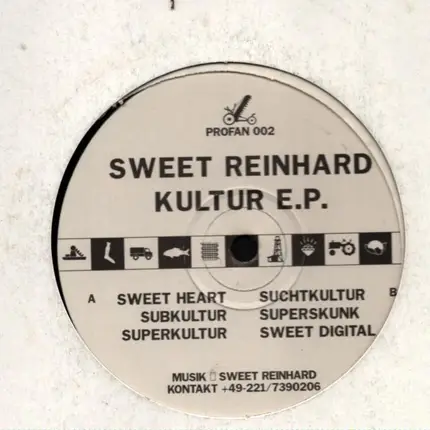 PROFAN 002
SWEET REINHARD
KULTUR E.P.
A SWEET HEART SUCHTKULTUR B
SUBKULTUR SUPERSKUNK
SUPERKULTUR SWEET DIGITAL
MUSIK SWEET REINHARD
KONTAKT +49-221/7390206